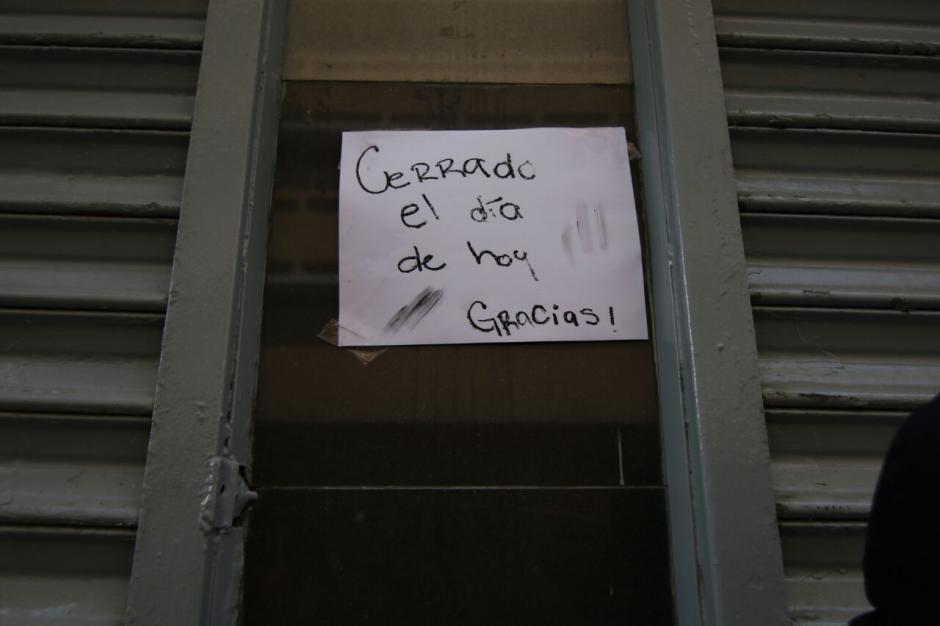 Cerrado
el día
de hoy
Gracias!